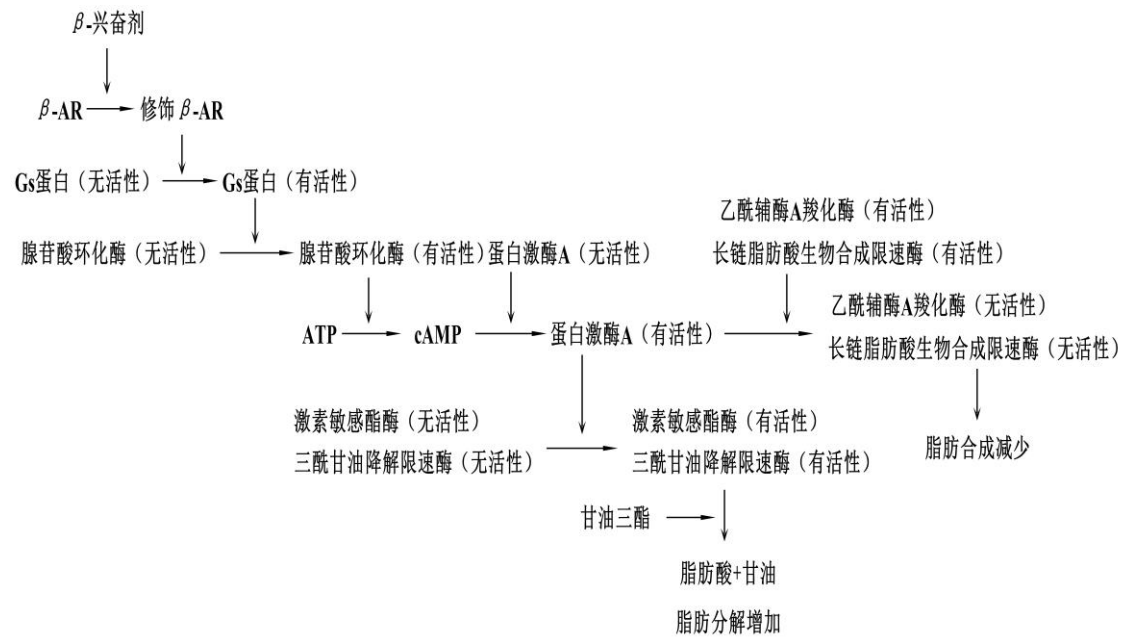 β-兴奋剂
β-AR 修饰β-AR
Gs蛋白（无活性） Gs蛋白（有活性）
乙酰辅酶A羧化酶（有活性）
腺苷酸环化酶（无活性） 腺苷酸环化酶（有活性） 蛋白激酶A（无活性） 长链脂肪酸生物合成限速酶（有活性）
乙酰辅酶A羧化酶（无活性）
ATP cAMP 蛋白激酶A（有活性）
长链脂肪酸生物合成限速酶（无活性）
激素敏感酯酶（无活性） 激素敏感酯酶（有活性）
脂肪合成减少
三酰甘油降解限速酶（无活性） 三酰甘油降解限速酶（有活性）
甘油三酯
脂肪酸+甘油
脂肪分解增加